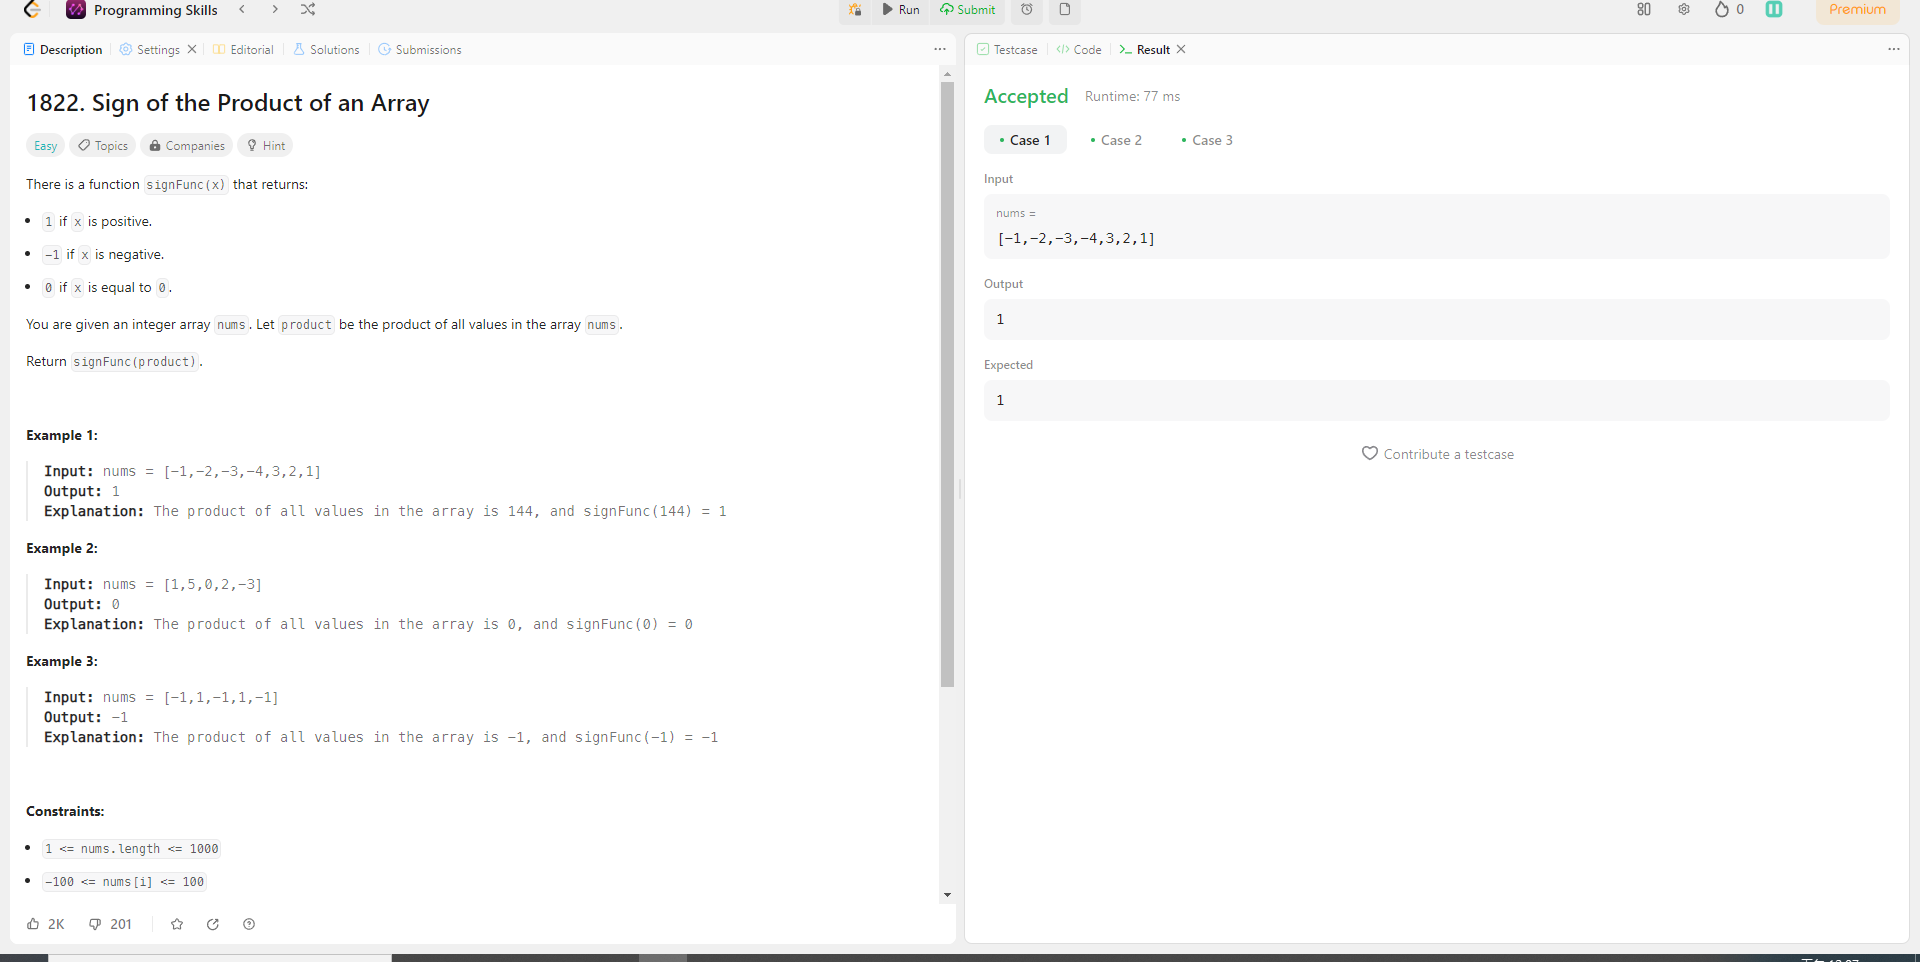 Programming Skills
Run
Submit
0
Premium
Description
Settings
Editorial
Solutions
Submissions
1822. Sign of the Product of an Array
Easy
Topics
Companies
Hint
There is a function signFunc(x) that returns:
1 if x is positive.
-1 if x is negative.
0 if x is equal to 0.
You are given an integer array nums. Let product be the product of all values in the array nums.
Return signFunc(product).
Example 1:
Input: nums = [-1,-2,-3,-4,3,2,1]
Output: 1
Explanation: The product of all values in the array is 144, and signFunc(144) = 1
Example 2:
Input: nums = [1,5,0,2,-3]
Output: 0
Explanation: The product of all values in the array is 0, and signFunc(0) = 0
Example 3:
Input: nums = [-1,1,-1,1,-1]
Output: -1
Explanation: The product of all values in the array is -1, and signFunc(-1) = -1
Constraints:
1 <= nums.length <= 1000
-100 <= nums[i] <= 100
2K
201
Testcase
Code
Result
Accepted
Runtime: 77 ms
Case 1
Case 2
Case 3
Input
nums =
[-1,-2,-3,-4,3,2,1]
Output
1
Expected
1
Contribute a testcase